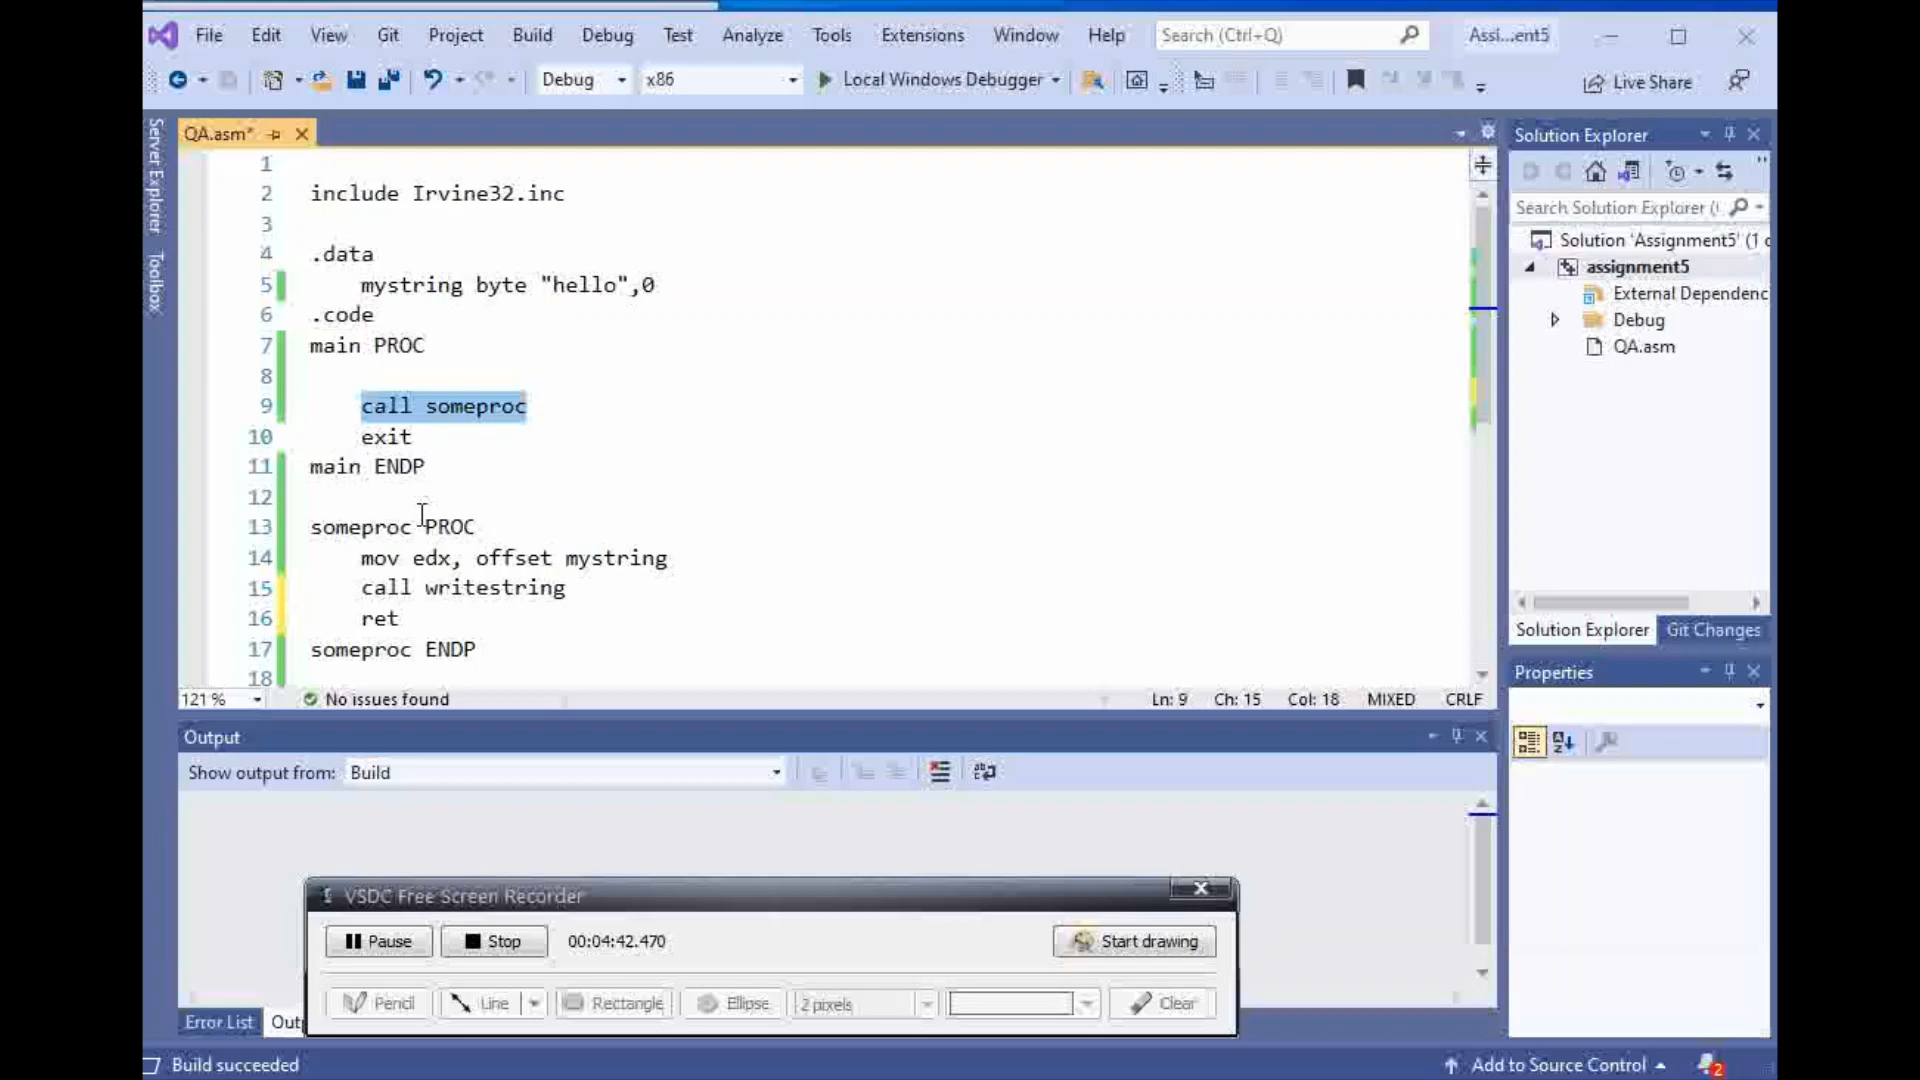 File Edit View Git Project Build Debug Test Analyze Tools Extensions Window Help Search (Ctrl+Q) Assi...ent5
Debug x86 Local Windows Debugger Live Share
Server Explorer
Toolbox
QA.asm*
1
2 include Irvine32.inc
3
4 .data
5 mystring byte "hello",0
6 .code
7 main PROC
8
9 call someproc
10 exit
11 main ENDP
12
13 someproc PROC
14 mov edx, offset mystring
15 call writestring
16 ret
17 someproc ENDP
18
121 % No issues found Ln: 9 Ch: 15 Col: 18 MIXED CRLF
Solution Explorer
Search Solution Explorer (
Solution 'Assignment5' (1 o
assignment5
External Dependenc
Debug
QA.asm
Solution Explorer Git Changes
Properties
Output
Show output from: Build
VSDC Free Screen Recorder
Pause Stop 00:04:42.470 Start drawing
Pencil Line Rectangle Ellipse 2 pixels Clear
Error List Outp
Build succeeded Add to Source Control 2